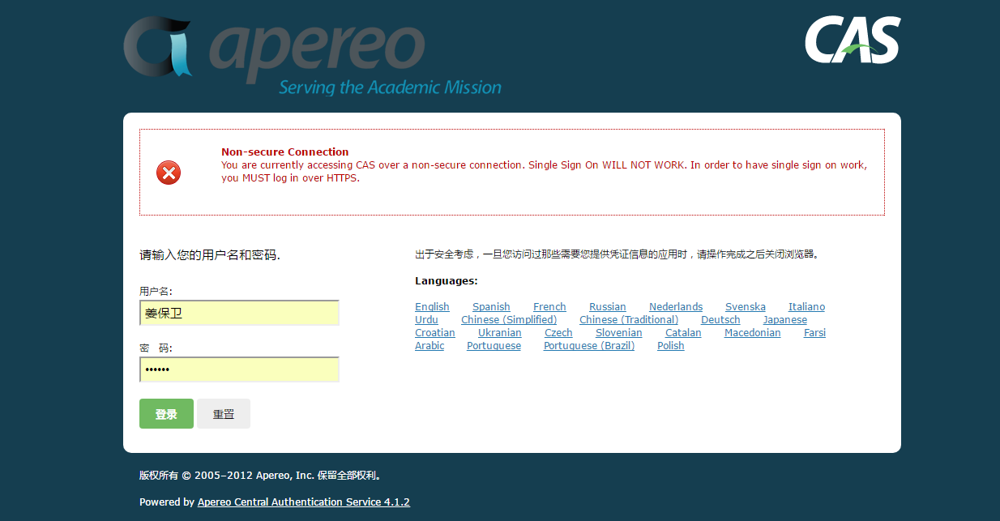 apereo
CAS
Serving the Academic Mission
Non-secure Connection
You are currently accessing CAS over a non-secure connection. Single Sign On WILL NOT WORK. In order to have single sign on work,
you MUST log in over HTTPS.
请输入您的用户名和密码.
出于安全考虑，一旦您访问过那些需要您提供凭证信息的应用时，请操作完成之后关闭浏览器。
用户名:
姜保卫
密 码:
••••••
登录 重置
Languages:
English Spanish French Russian Nederlands Svenska Italiano
Urdu Chinese (Simplified) Chinese (Traditional) Deutsch Japanese
Croatian Ukranian Czech Slovenian Catalan Macedonian Farsi
Arabic Portuguese Portuguese (Brazil) Polish
版权所有 © 2005–2012 Apereo, Inc. 保留全部权利。
Powered by Apereo Central Authentication Service 4.1.2